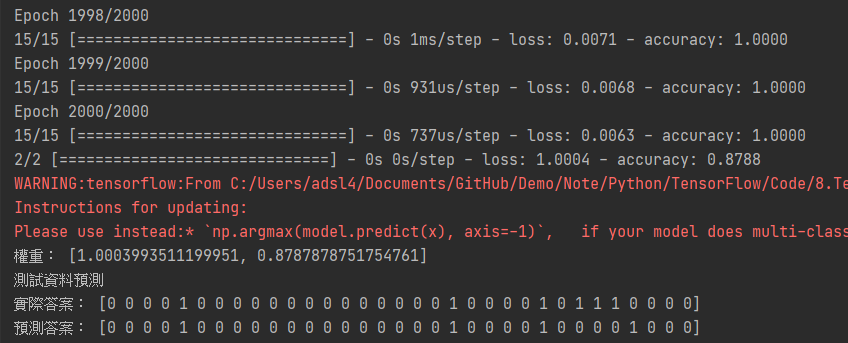 Epoch 1998/2000
15/15 [==============================] - 0s 1ms/step - loss: 0.0071 - accuracy: 1.0000
Epoch 1999/2000
15/15 [==============================] - 0s 931us/step - loss: 0.0068 - accuracy: 1.0000
Epoch 2000/2000
15/15 [==============================] - 0s 737us/step - loss: 0.0063 - accuracy: 1.0000
2/2 [==============================] - 0s 0s/step - loss: 1.0004 - accuracy: 0.8788
WARNING:tensorflow:From C:/Users/adsl4/Documents/GitHub/Demo/Note/Python/TensorFlow/Code/8.Te
Instructions for updating:
Please use instead:* `np.argmax(model.predict(x), axis=-1)`,   if your model does multi-class
權重： [1.0003993511199951, 0.8787878751754761]
測試資料預測
實際答案： [0 0 0 0 1 0 0 0 0 0 0 0 0 0 0 0 0 0 0 1 0 0 0 0 1 0 1 1 1 0 0 0 0]
預測答案： [0 0 0 0 1 0 0 0 0 0 0 0 0 0 0 0 0 0 0 1 0 0 0 0 1 0 0 0 0 1 0 0 0]